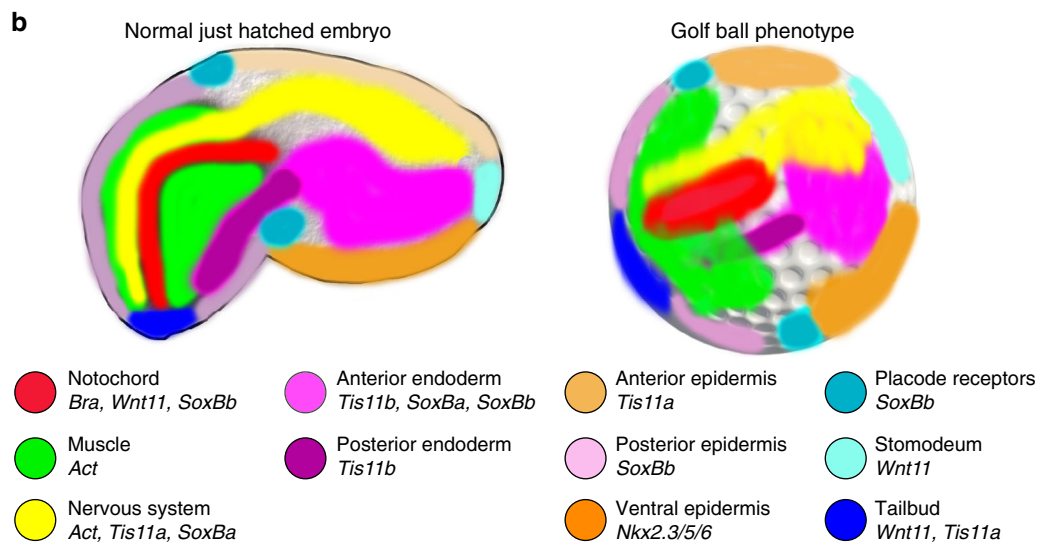 b
Normal just hatched embryo
Golf ball phenotype
Notochord
Bra, Wnt11, SoxBb
Muscle
Act
Nervous system
Act, Tis11a, SoxBa
Anterior endoderm
Tis11b, SoxBa, SoxBb
Posterior endoderm
Tis11b
Anterior epidermis
Tis11a
Posterior epidermis
SoxBb
Ventral epidermis
Nkx2.3/5/6
Placode receptors
SoxBb
Stomodeum
Wnt11
Tailbud
Wnt11, Tis11a